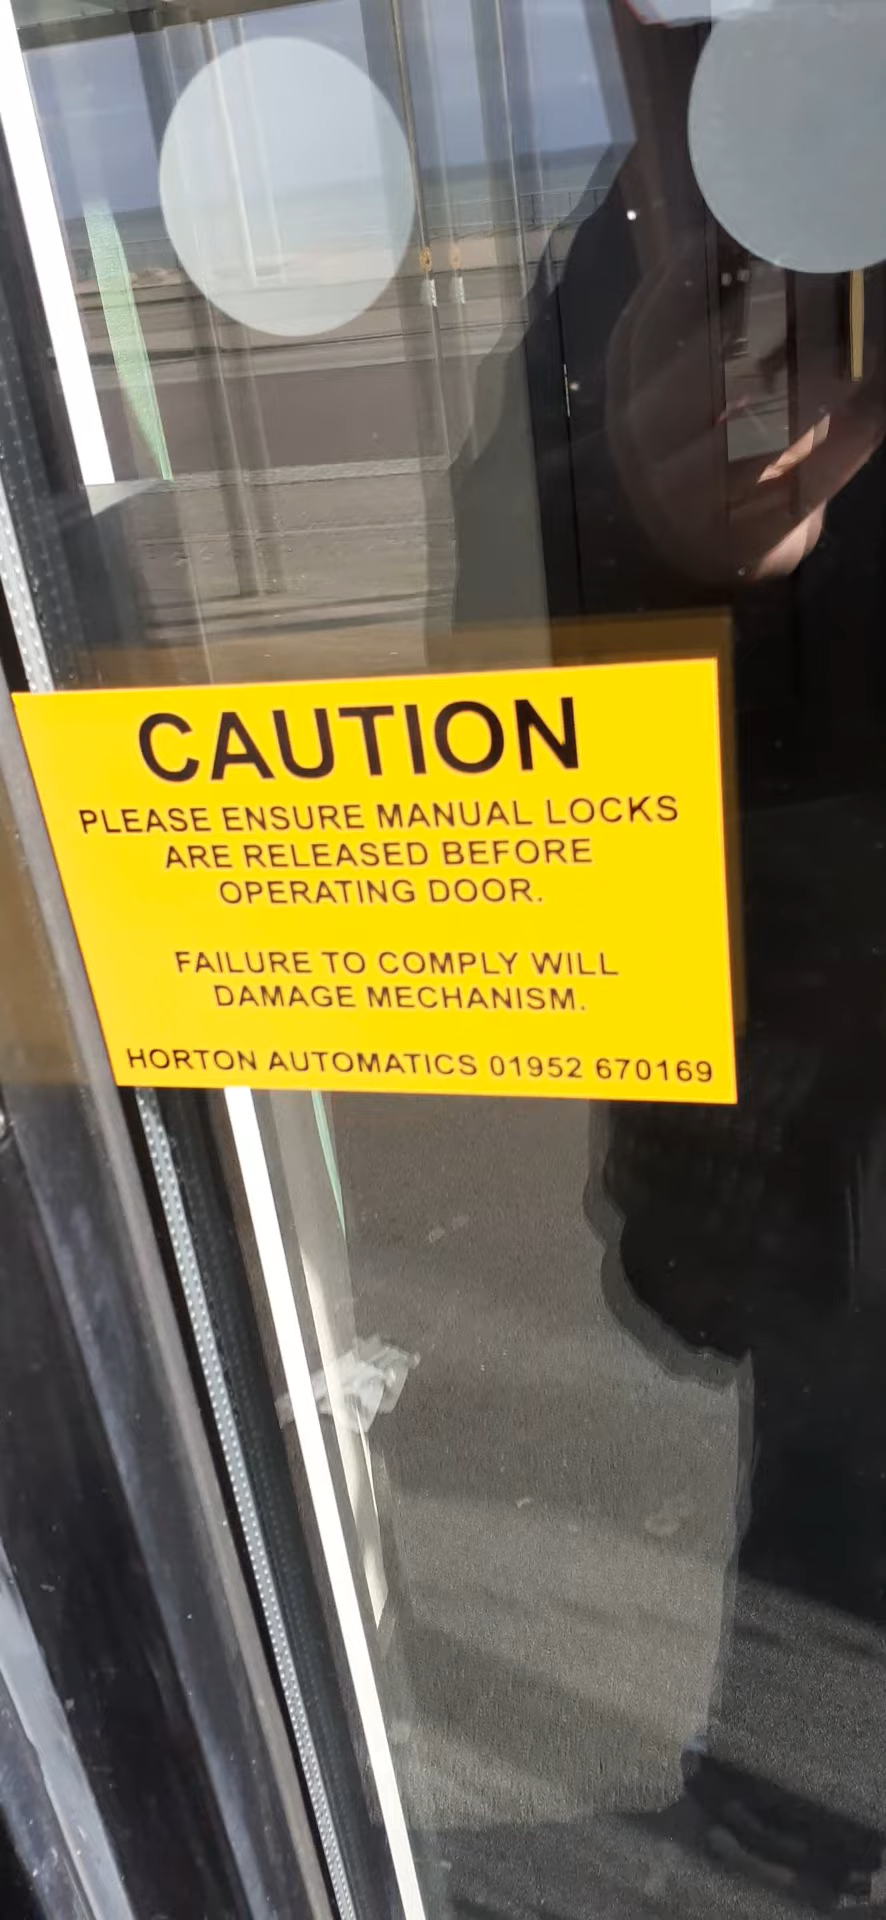 CAUTION
PLEASE ENSURE MANUAL LOCKS
ARE RELEASED BEFORE
OPERATING DOOR.
FAILURE TO COMPLY WILL
DAMAGE MECHANISM.
HORTON AUTOMATICS 01952 670169